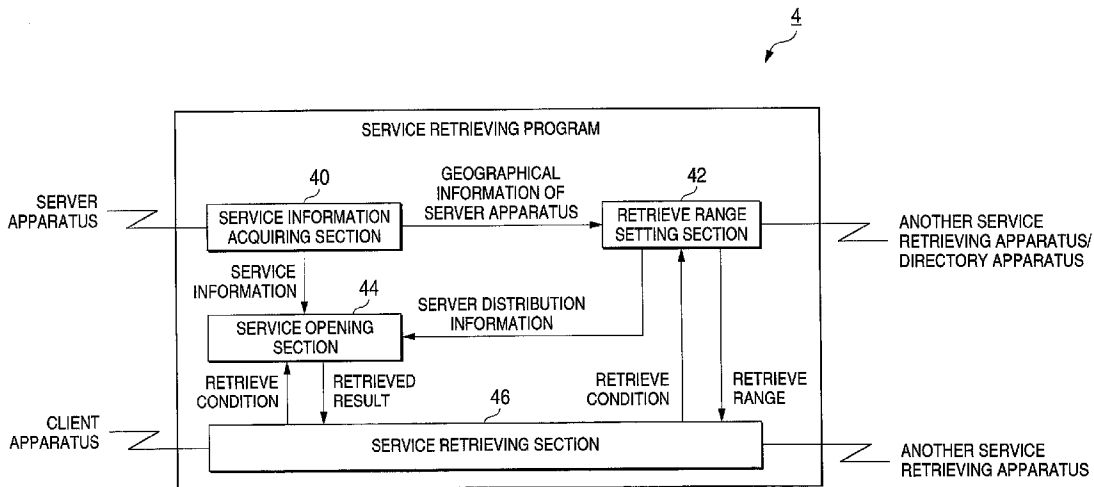 4
SERVICE RETRIEVING PROGRAM
SERVER
APPARATUS
40
SERVICE INFORMATION
ACQUIRING SECTION
GEOGRAPHICAL
INFORMATION OF
SERVER APPARATUS
42
RETRIEVE RANGE
SETTING SECTION
ANOTHER SERVICE
RETRIEVING APPARATUS/
DIRECTORY APPARATUS
SERVICE
INFORMATION
44
SERVICE OPENING
SECTION
SERVER DISTRIBUTION
INFORMATION
RETRIEVE
CONDITION
RETRIEVED
RESULT
RETRIEVE
CONDITION
RETRIEVE
RANGE
CLIENT
APPARATUS
46
SERVICE RETRIEVING SECTION
ANOTHER SERVICE
RETRIEVING APPARATUS